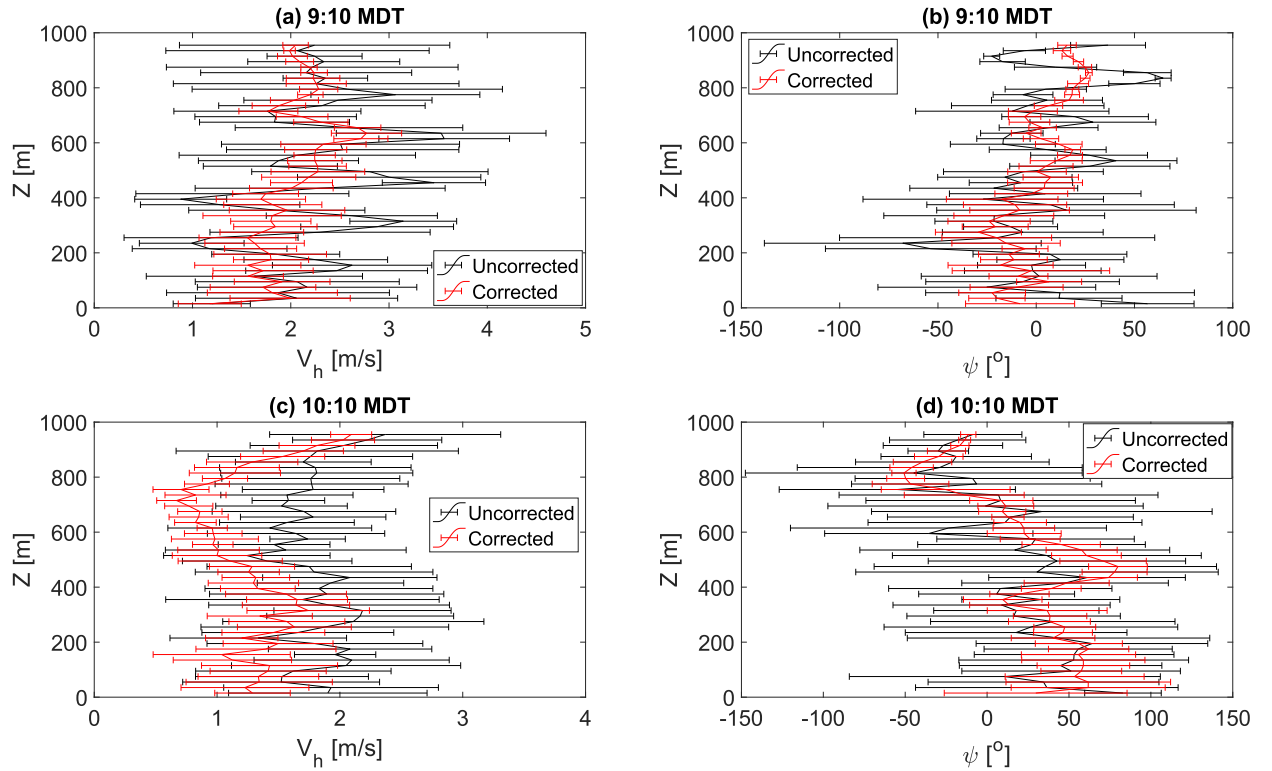 (a) 9:10 MDT
1000
800
600
400
200
0
Z [m]
0 1 2 3 4 5
V_h [m/s]
Uncorrected
Corrected
(b) 9:10 MDT
1000
800
600
400
200
0
Z [m]
-150 -100 -50 0 50 100
ψ [°]
Uncorrected
Corrected
(c) 10:10 MDT
1000
800
600
400
200
0
Z [m]
0 1 2 3 4
V_h [m/s]
Uncorrected
Corrected
(d) 10:10 MDT
1000
800
600
400
200
0
Z [m]
-150 -100 -50 0 50 100 150
ψ [°]
Uncorrected
Corrected